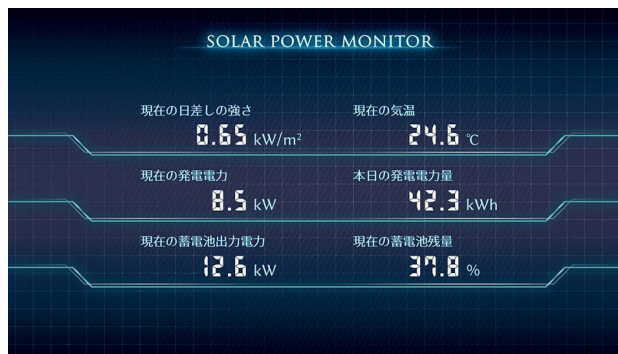 SOLAR POWER MONITOR
現在の日差しの強さ 現在の気温
0.65 kW/m² 24.6 ℃
現在の発電電力 本日の発電電力量
8.5 kW 42.3 kWh
現在の蓄電池出力電力 現在の蓄電池残量
12.6 kW 37.8 %